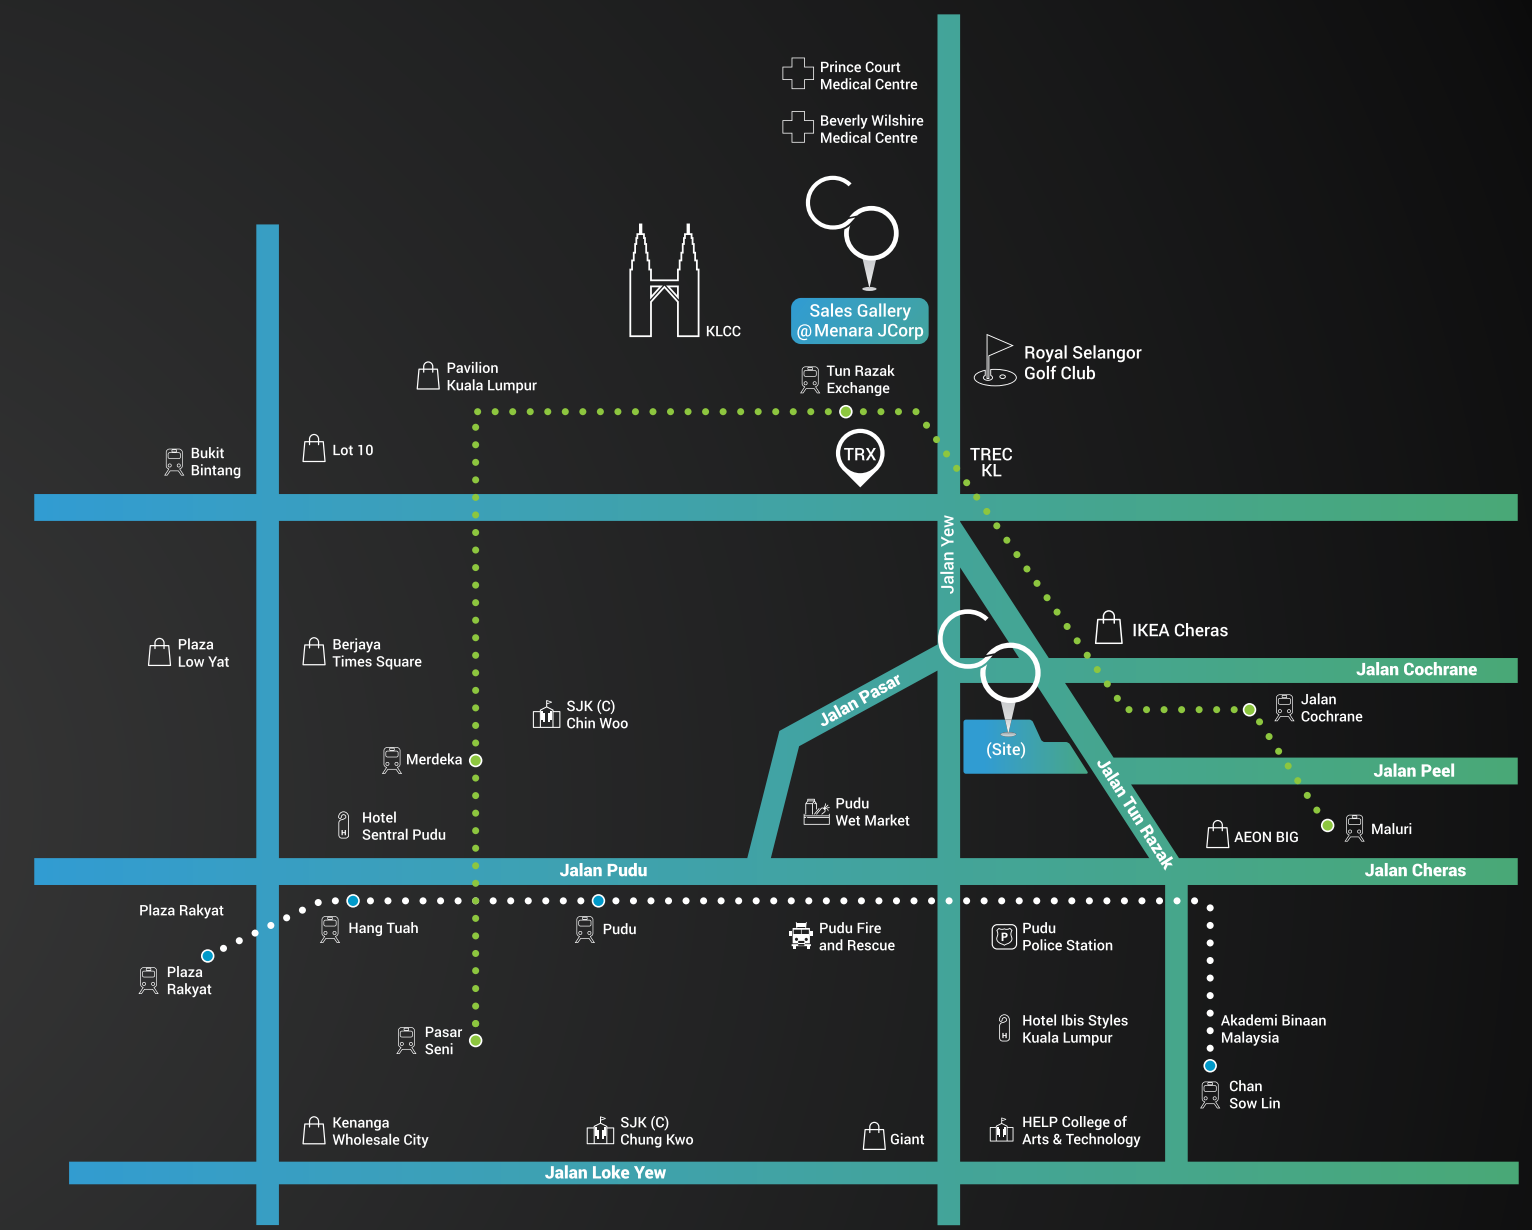 Prince Court
Medical Centre
Beverly Wilshire
Medical Centre
Sales Gallery
@Menara JCorp
KLCC
Royal Selangor
Golf Club
Pavilion
Kuala Lumpur
Tun Razak
Exchange
Bukit
Bintang
Lot 10
TRX
TREC
KL
Jalan Yew
Plaza
Low Yat
Berjaya
Times Square
IKEA Cheras
Jalan Cochrane
Jalan Pasar
SJK (C)
Chin Woo
Jalan
Cochrane
Merdeka
(Site)
Jalan Peel
Jalan Tun Razak
Hotel
Sentral Pudu
H
Pudu
Wet Market
AEON BIG
Maluri
Jalan Pudu
Jalan Cheras
Plaza Rakyat
Hang Tuah
Pudu
Pudu Fire
and Rescue
P
Pudu
Police Station
Plaza
Rakyat
Pasar
Seni
H
Hotel Ibis Styles
Kuala Lumpur
Akademi Binaan
Malaysia
Chan
Sow Lin
Kenanga
Wholesale City
SJK (C)
Chung Kwo
Giant
HELP College of
Arts & Technology
Jalan Loke Yew